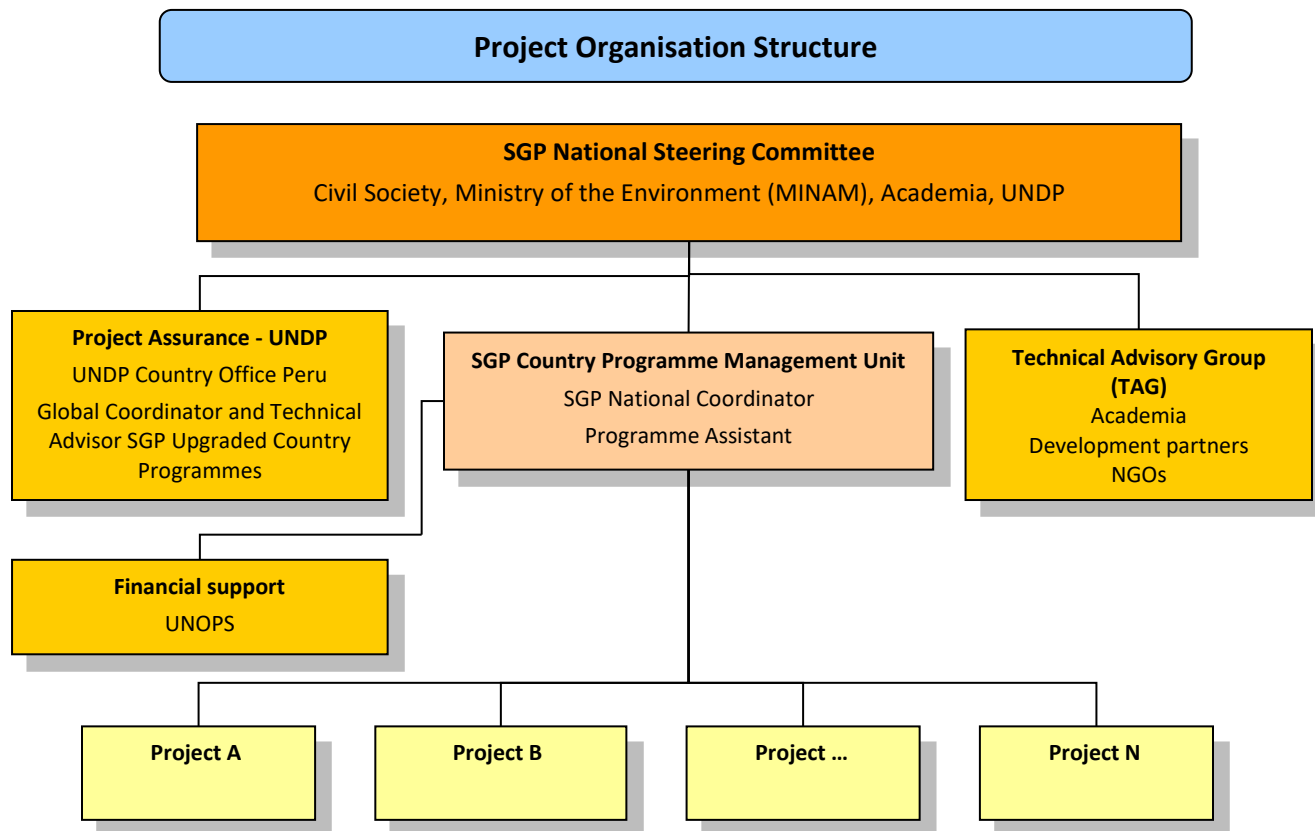 Project Organisation Structure
SGP National Steering Committee
Civil Society, Ministry of the Environment (MINAM), Academia, UNDP
Project Assurance - UNDP
UNDP Country Office Peru
Global Coordinator and Technical
Advisor SGP Upgraded Country
Programmes
SGP Country Programme Management Unit
SGP National Coordinator
Programme Assistant
Technical Advisory Group
(TAG)
Academia
Development partners
NGOs
Financial support
UNOPS
Project A
Project B
Project …
Project N